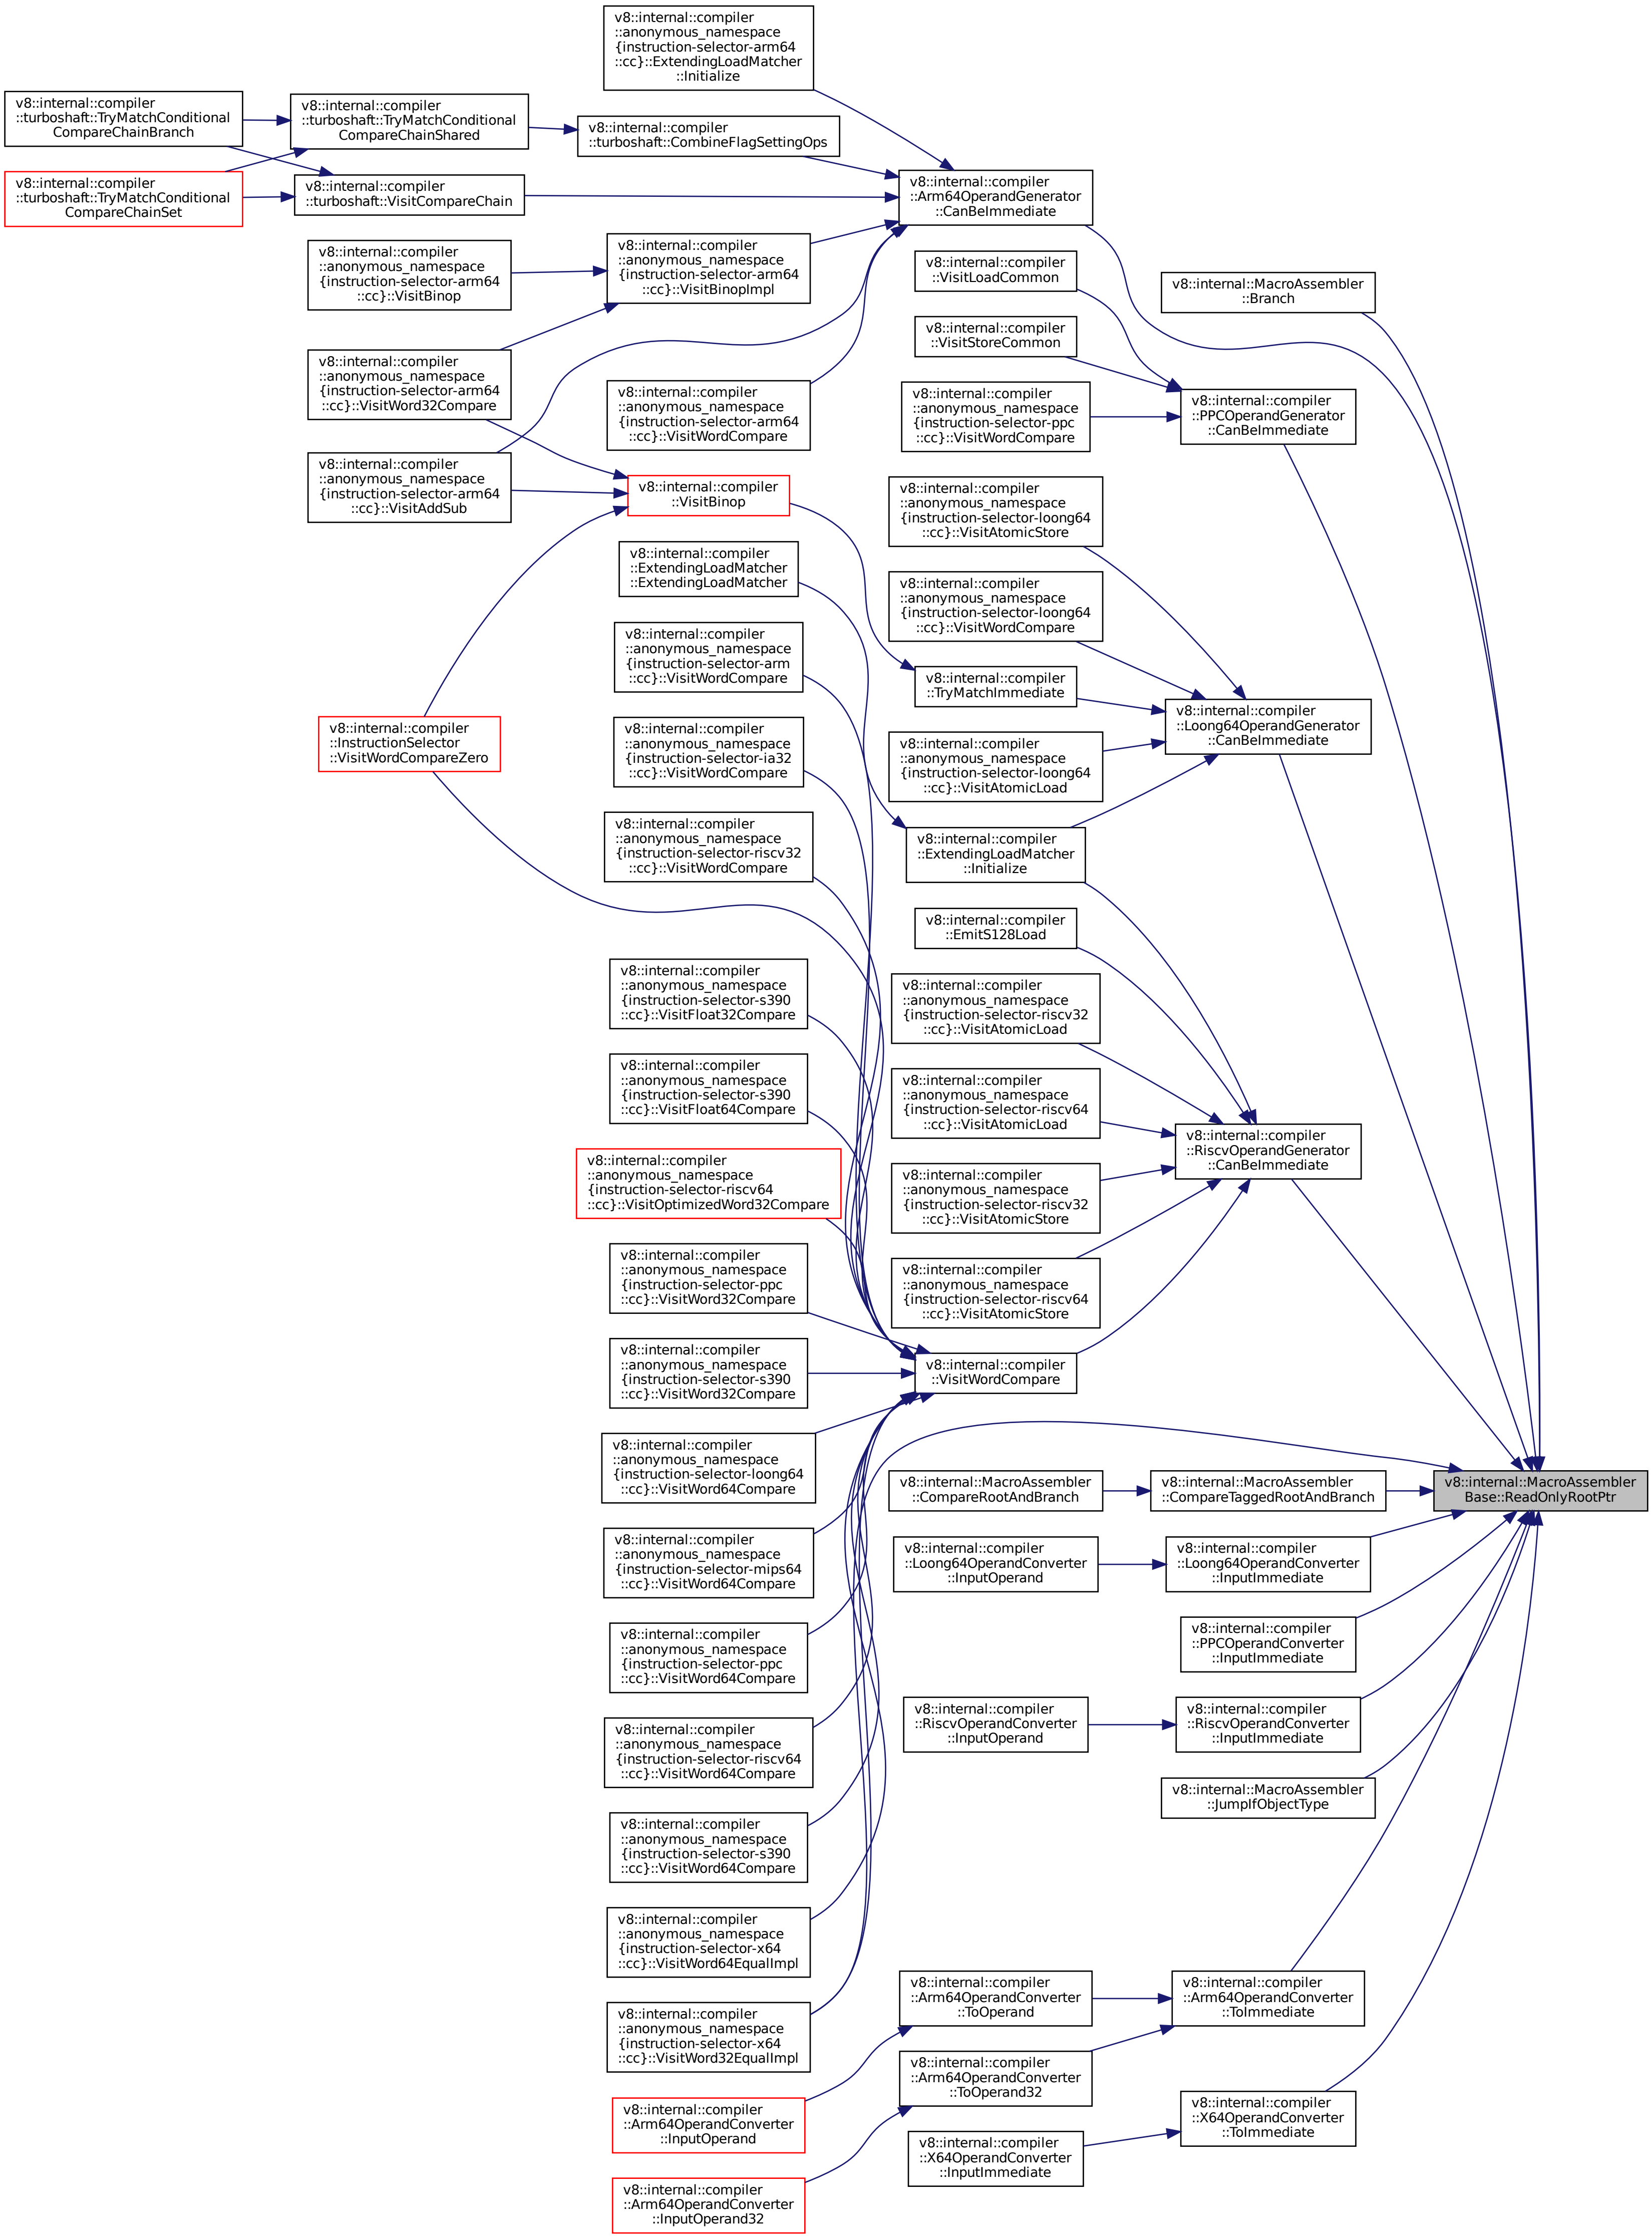 v8::internal::compiler
::anonymous_namespace
{instruction-selector-arm64
::cc}::ExtendingLoadMatcher
::Initialize
v8::internal::compiler
::turboshaft::TryMatchConditional
CompareChainBranch
v8::internal::compiler
::turboshaft::TryMatchConditional
CompareChainShared
v8::internal::compiler
::turboshaft::CombineFlagSettingOps
v8::internal::compiler
::turboshaft::TryMatchConditional
CompareChainSet
v8::internal::compiler
::turboshaft::VisitCompareChain
v8::internal::compiler
::Arm64OperandGenerator
::CanBeImmediate
v8::internal::compiler
::anonymous_namespace
{instruction-selector-arm64
::cc}::VisitBinop
v8::internal::compiler
::anonymous_namespace
{instruction-selector-arm64
::cc}::VisitBinopImpl
v8::internal::compiler
::VisitLoadCommon
v8::internal::MacroAssembler
::Branch
v8::internal::compiler
::VisitStoreCommon
v8::internal::compiler
::anonymous_namespace
{instruction-selector-arm64
::cc}::VisitWord32Compare
v8::internal::compiler
::anonymous_namespace
{instruction-selector-arm64
::cc}::VisitWordCompare
v8::internal::compiler
::anonymous_namespace
{instruction-selector-ppc
::cc}::VisitWordCompare
v8::internal::compiler
::PPCOperandGenerator
::CanBeImmediate
v8::internal::compiler
::anonymous_namespace
{instruction-selector-arm64
::cc}::VisitAddSub
v8::internal::compiler
::VisitBinop
v8::internal::compiler
::anonymous_namespace
{instruction-selector-loong64
::cc}::VisitAtomicStore
v8::internal::compiler
::ExtendingLoadMatcher
::ExtendingLoadMatcher
v8::internal::compiler
::anonymous_namespace
{instruction-selector-loong64
::cc}::VisitWordCompare
v8::internal::compiler
::anonymous_namespace
{instruction-selector-arm
::cc}::VisitWordCompare
v8::internal::compiler
::TryMatchImmediate
v8::internal::compiler
::Loong64OperandGenerator
::CanBeImmediate
v8::internal::compiler
::InstructionSelector
::VisitWordCompareZero
v8::internal::compiler
::anonymous_namespace
{instruction-selector-ia32
::cc}::VisitWordCompare
v8::internal::compiler
::anonymous_namespace
{instruction-selector-loong64
::cc}::VisitAtomicLoad
v8::internal::compiler
::anonymous_namespace
{instruction-selector-riscv32
::cc}::VisitWordCompare
v8::internal::compiler
::ExtendingLoadMatcher
::Initialize
v8::internal::compiler
::EmitS128Load
v8::internal::compiler
::anonymous_namespace
{instruction-selector-s390
::cc}::VisitFloat32Compare
v8::internal::compiler
::anonymous_namespace
{instruction-selector-riscv32
::cc}::VisitAtomicLoad
v8::internal::compiler
::anonymous_namespace
{instruction-selector-s390
::cc}::VisitFloat64Compare
v8::internal::compiler
::anonymous_namespace
{instruction-selector-riscv64
::cc}::VisitAtomicLoad
v8::internal::compiler
::RiscvOperandGenerator
::CanBeImmediate
v8::internal::compiler
::anonymous_namespace
{instruction-selector-riscv64
::cc}::VisitOptimizedWord32Compare
v8::internal::compiler
::anonymous_namespace
{instruction-selector-riscv32
::cc}::VisitAtomicStore
v8::internal::compiler
::anonymous_namespace
{instruction-selector-ppc
::cc}::VisitWord32Compare
v8::internal::compiler
::anonymous_namespace
{instruction-selector-riscv64
::cc}::VisitAtomicStore
v8::internal::compiler
::anonymous_namespace
{instruction-selector-s390
::cc}::VisitWord32Compare
v8::internal::compiler
::VisitWordCompare
v8::internal::compiler
::anonymous_namespace
{instruction-selector-loong64
::cc}::VisitWord64Compare
v8::internal::MacroAssembler
::CompareRootAndBranch
v8::internal::MacroAssembler
::CompareTaggedRootAndBranch
v8::internal::MacroAssembler
Base::ReadOnlyRootPtr
v8::internal::compiler
::anonymous_namespace
{instruction-selector-mips64
::cc}::VisitWord64Compare
v8::internal::compiler
::Loong64OperandConverter
::InputOperand
v8::internal::compiler
::Loong64OperandConverter
::InputImmediate
v8::internal::compiler
::anonymous_namespace
{instruction-selector-ppc
::cc}::VisitWord64Compare
v8::internal::compiler
::PPCOperandConverter
::InputImmediate
v8::internal::compiler
::anonymous_namespace
{instruction-selector-riscv64
::cc}::VisitWord64Compare
v8::internal::compiler
::RiscvOperandConverter
::InputOperand
v8::internal::compiler
::RiscvOperandConverter
::InputImmediate
v8::internal::MacroAssembler
::JumpIfObjectType
v8::internal::compiler
::anonymous_namespace
{instruction-selector-s390
::cc}::VisitWord64Compare
v8::internal::compiler
::anonymous_namespace
{instruction-selector-x64
::cc}::VisitWord64EqualImpl
v8::internal::compiler
::anonymous_namespace
{instruction-selector-x64
::cc}::VisitWord32EqualImpl
v8::internal::compiler
::Arm64OperandConverter
::ToOperand
v8::internal::compiler
::Arm64OperandConverter
::ToImmediate
v8::internal::compiler
::Arm64OperandConverter
::ToOperand32
v8::internal::compiler
::Arm64OperandConverter
::InputOperand
v8::internal::compiler
::X64OperandConverter
::ToImmediate
v8::internal::compiler
::X64OperandConverter
::InputImmediate
v8::internal::compiler
::Arm64OperandConverter
::InputOperand32